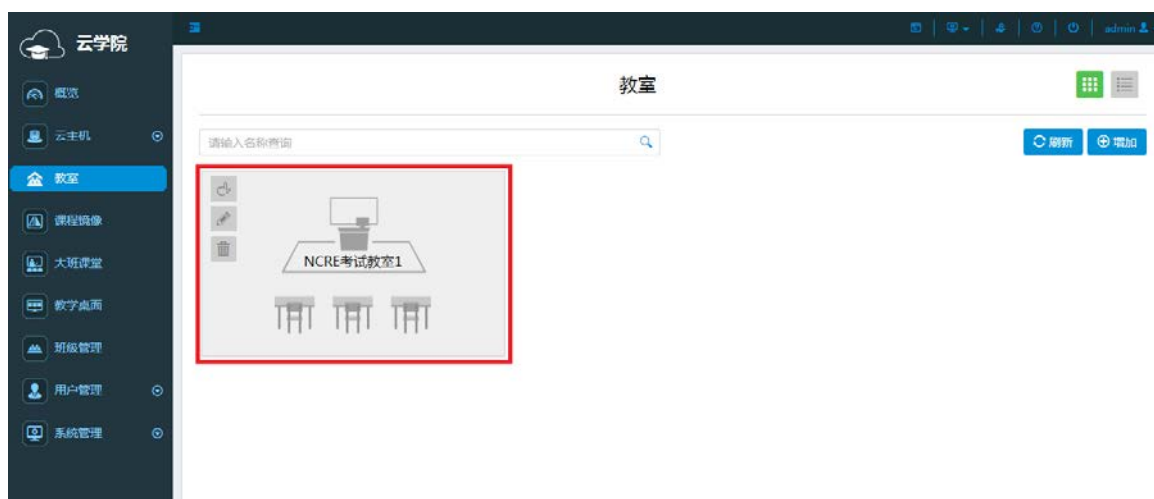 云学院
admin
概览
云主机
教室
课程镜像
大班课堂
教学桌面
班级管理
用户管理
系统管理
教室
请输入名称查询
刷新
增加
NCRE考试教室1